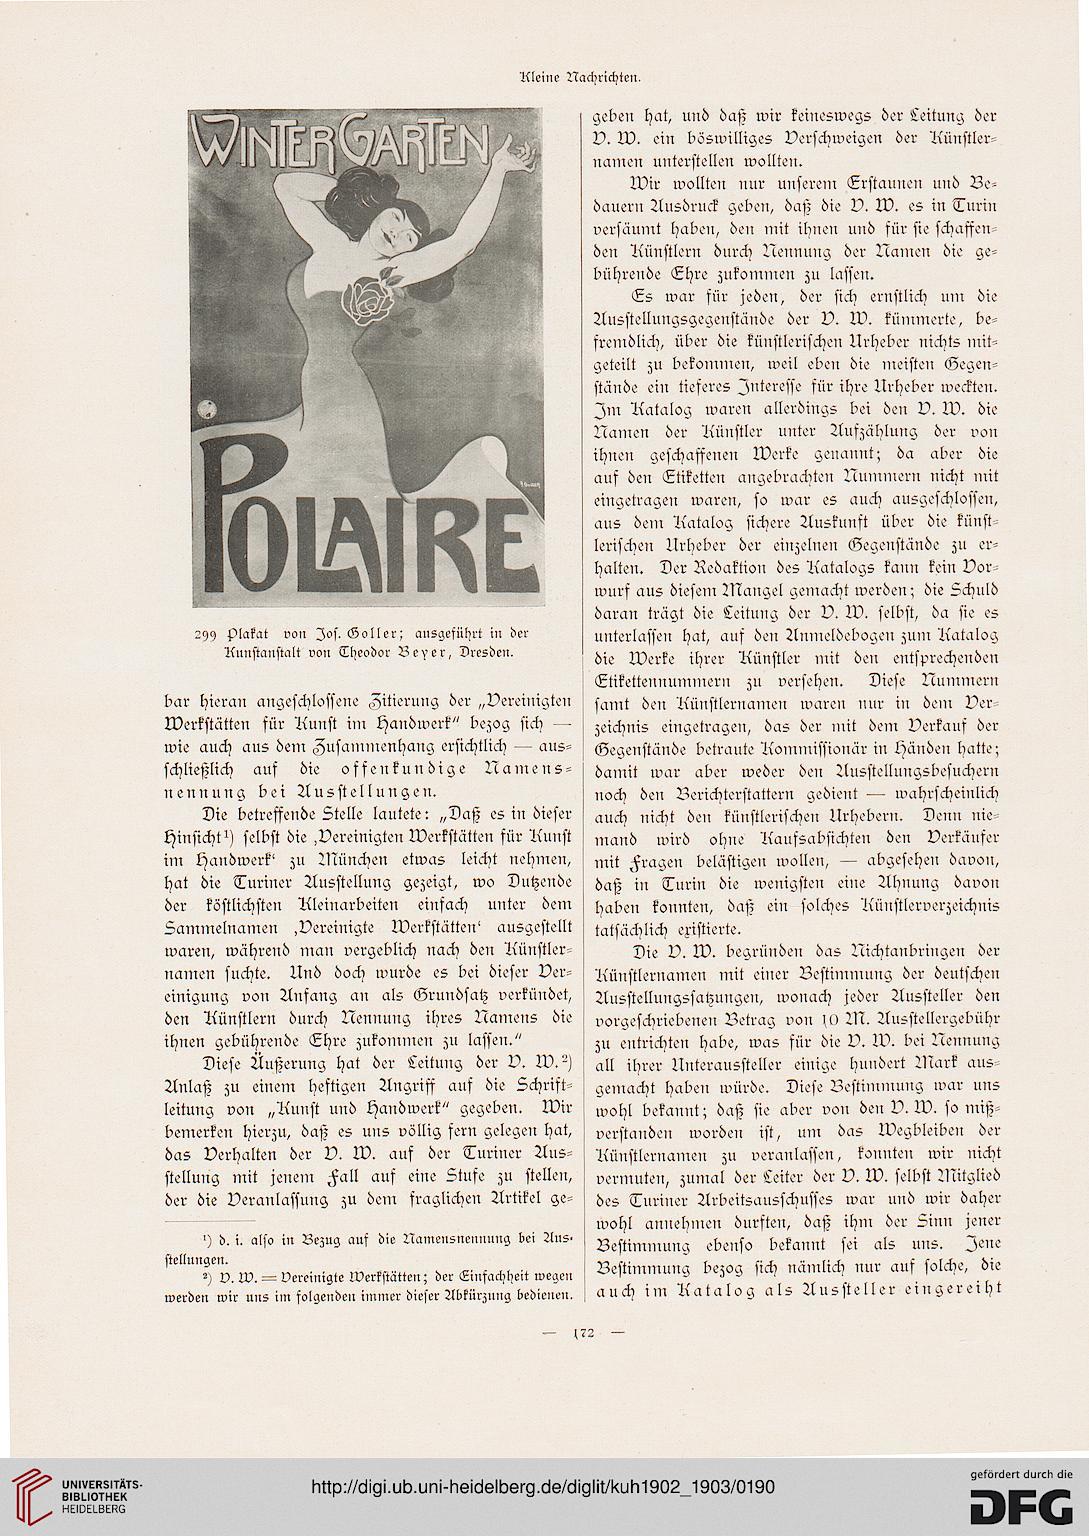 Kleine Nachrichten.
WINTERGARTEN
POLAIRE
299 Plakat von Jos. Goller; ausgeführt in der
Kunstanstalt von Theodor Beyer, Dresden.
bar hieran angeschlossene Zitierung der „Vereinigten
Werkstätten für Kunst im Handwerk“ bezog sich —
wie auch aus dem Zusammenhang ersichtlich — aus-
schließlich auf die offenkundige Namens-
nennung bei Ausstellungen.
Die betreffende Stelle lautete: „Daß es in dieser
Hinsicht¹) selbst die ‚Vereinigten Werkstätten für Kunst
im Handwerk‘ zu München etwas leicht nehmen,
hat die Turiner Ausstellung gezeigt, wo Dutzende
der köstlichsten Kleinarbeiten einfach unter dem
Sammelnamen ‚Vereinigte Werkstätten‘ ausgestellt
waren, während man vergeblich nach den Künstler-
namen suchte. Und doch wurde es bei dieser Ver-
einigung von Anfang an als Grundsatz verkündet,
den Künstlern durch Nennung ihres Namens die
ihnen gebührende Ehre zukommen zu lassen.“
Diese Äußerung hat der Leitung der V. W.²)
Anlaß zu einem heftigen Angriff auf die Schrift-
leitung von „Kunst und Handwerk“ gegeben. Wir
bemerken hierzu, daß es uns völlig fern gelegen hat,
das Verhalten der V. W. auf der Turiner Aus-
stellung mit jenem Fall auf eine Stufe zu stellen,
der die Veranlassung zu dem fraglichen Artikel ge-
¹) d. i. also in Bezug auf die Namensnennung bei Aus-
stellungen.
²) V. W. = Vereinigte Werkstätten; der Einfachheit wegen
werden wir uns im folgenden immer dieser Abkürzung bedienen.
geben hat, und daß wir keineswegs der Leitung der
V. W. ein böswilliges Verschweigen der Künstler-
namen unterstellen wollten.
Wir wollten nur unserem Erstaunen und Be-
dauern Ausdruck geben, daß die V. W. es in Turin
versäumt haben, den mit ihnen und für sie schaffen-
den Künstlern durch Nennung der Namen die ge-
bührende Ehre zukommen zu lassen.
Es war für jeden, der sich ernstlich um die
Ausstellungsgegenstände der V. W. kümmerte, be-
fremdlich, über die künstlerischen Urheber nichts mit-
geteilt zu bekommen, weil eben die meisten Gegen-
stände ein tieferes Interesse für ihre Urheber weckten.
Im Katalog waren allerdings bei den V. W. die
Namen der Künstler unter Aufzählung der von
ihnen geschaffenen Werke genannt; da aber die
auf den Etiketten angebrachten Nummern nicht mit
eingetragen waren, so war es auch ausgeschlossen,
aus dem Katalog sichere Auskunft über die künst-
lerischen Urheber der einzelnen Gegenstände zu er-
halten. Der Redaktion des Katalogs kann kein Vor-
wurf aus diesem Mangel gemacht werden; die Schuld
daran trägt die Leitung der V. W. selbst, da sie es
unterlassen hat, auf den Anmeldebogen zum Katalog
die Werke ihrer Künstler mit den entsprechenden
Etikettennummern zu versehen. Diese Nummern
samt den Künstlernamen waren nur in dem Ver-
zeichnis eingetragen, das der mit dem Verkauf der
Gegenstände betraute Kommissionär in Händen hatte;
damit war aber weder den Ausstellungsbesuchern
noch den Berichterstattern gedient — wahrscheinlich
auch nicht den künstlerischen Urhebern. Denn nie-
mand wird ohne Kaufsabsichten den Verkäufer
mit Fragen belästigen wollen, — abgesehen davon,
daß in Turin die wenigsten eine Ahnung davon
haben konnten, daß ein solches Künstlerverzeichnis
tatsächlich existierte.
Die V. W. begründen das Nichtanbringen der
Künstlernamen mit einer Bestimmung der deutschen
Ausstellungssatzungen, wonach jeder Aussteller den
vorgeschriebenen Betrag von 10 M. Ausstellergebühr
zu entrichten habe, was für die V. W. bei Nennung
all ihrer Unteraussteller einige hundert Mark aus-
gemacht haben würde. Diese Bestimmung war uns
wohl bekannt; daß sie aber von den V. W. so miß-
verstanden worden ist, um das Wegbleiben der
Künstlernamen zu veranlassen, konnten wir nicht
vermuten, zumal der Leiter der V. W. selbst Mitglied
des Turiner Arbeitsausschusses war und wir daher
wohl annehmen durften, daß ihm der Sinn jener
Bestimmung ebenso bekannt sei als uns. Jene
Bestimmung bezog sich nämlich nur auf solche, die
auch im Katalog als Aussteller eingereiht
— 172 —
UNIVERSITÄTS-
BIBLIOTHEK
HEIDELBERG
http://digi.ub.uni-heidelberg.de/diglit/kuh1902_1903/0190
gefördert durch die
DFG